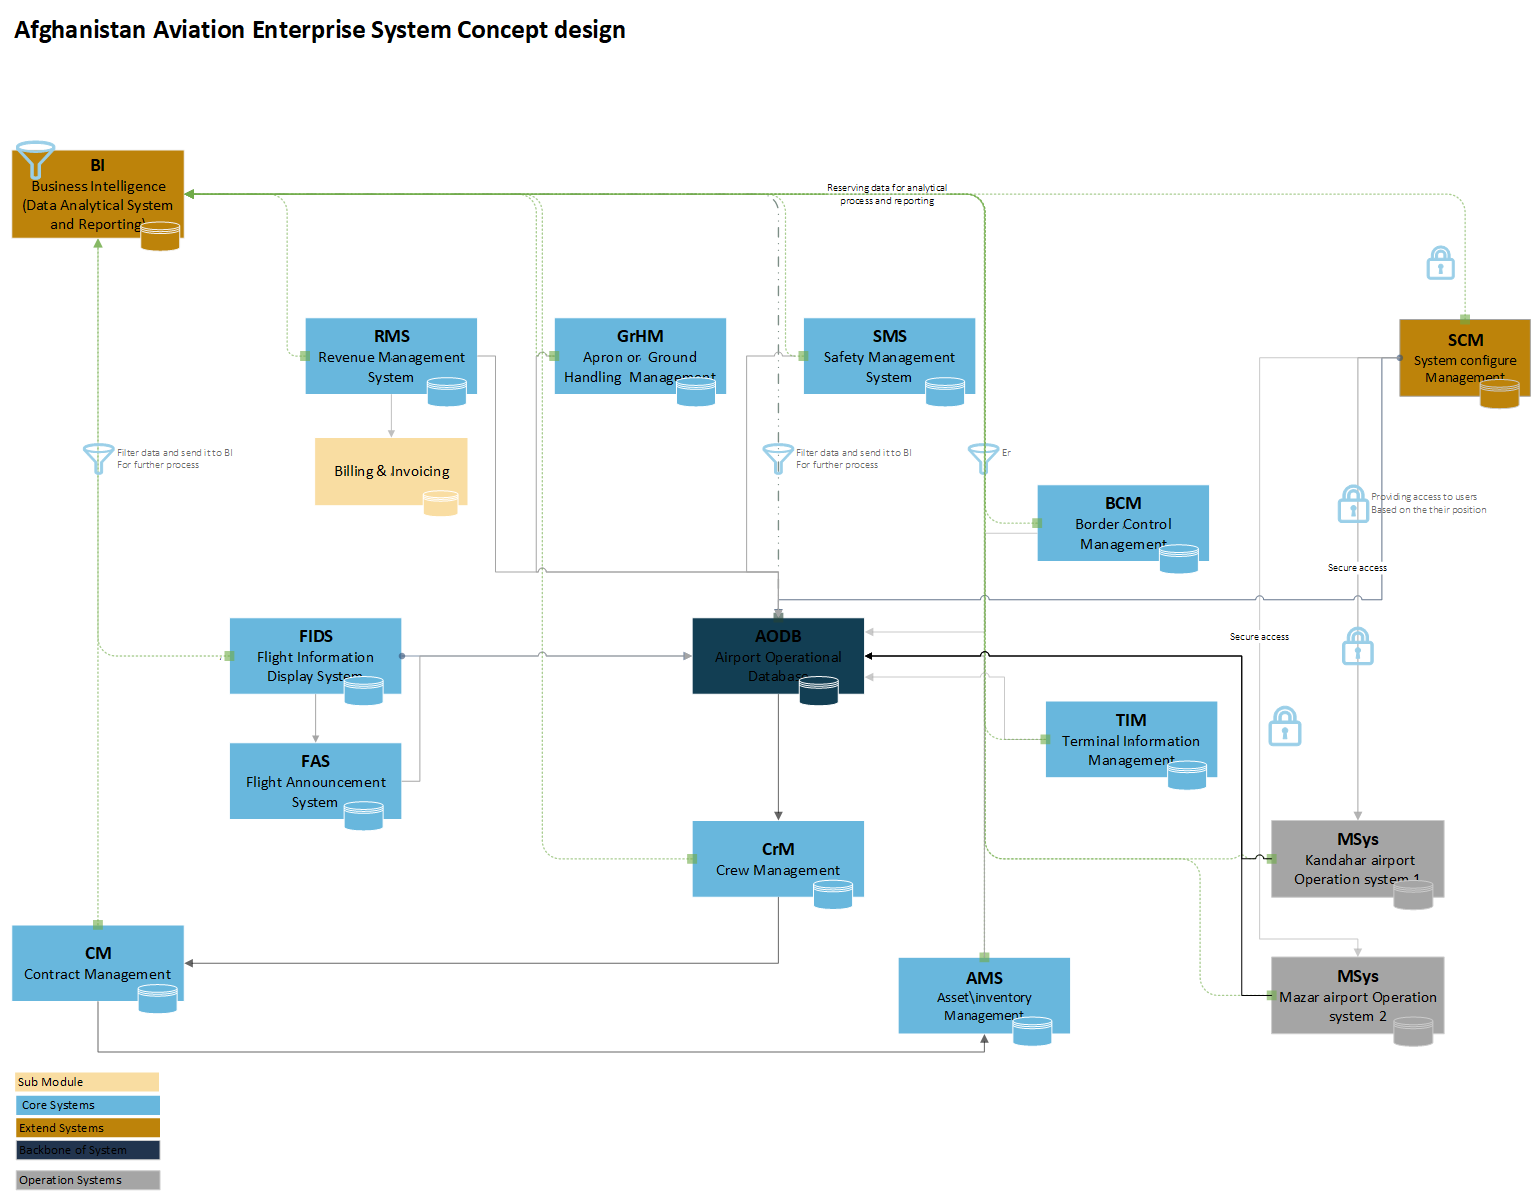 Afghanistan Aviation Enterprise System Concept design
BI
Business Intelligence
(Data Analytical System
and Reporting)
Reserving data for analytical
process and reporting
RMS
Revenue Management
System
GrHM
Apron or Ground
Handling Management
SMS
Safety Management
System
SCM
System configure
Management
Filter data and send it to BI
For further process
Billing & Invoicing
Filter data and send it to BI
For further process
Er
BCM
Border Control
Management
Providing access to users
Based on the their position
Secure access
Secure access
FIDS
Flight Information
Display System
AODB
Airport Operational
Database
FAS
Flight Announcement
System
TIM
Terminal Information
Management
CrM
Crew Management
MSys
Kandahar airport
Operation system 1
CM
Contract Management
AMS
Asset\inventory
Management
MSys
Mazar airport Operation
system 2
Sub Module
Core Systems
Extend Systems
Backbone of System
Operation Systems